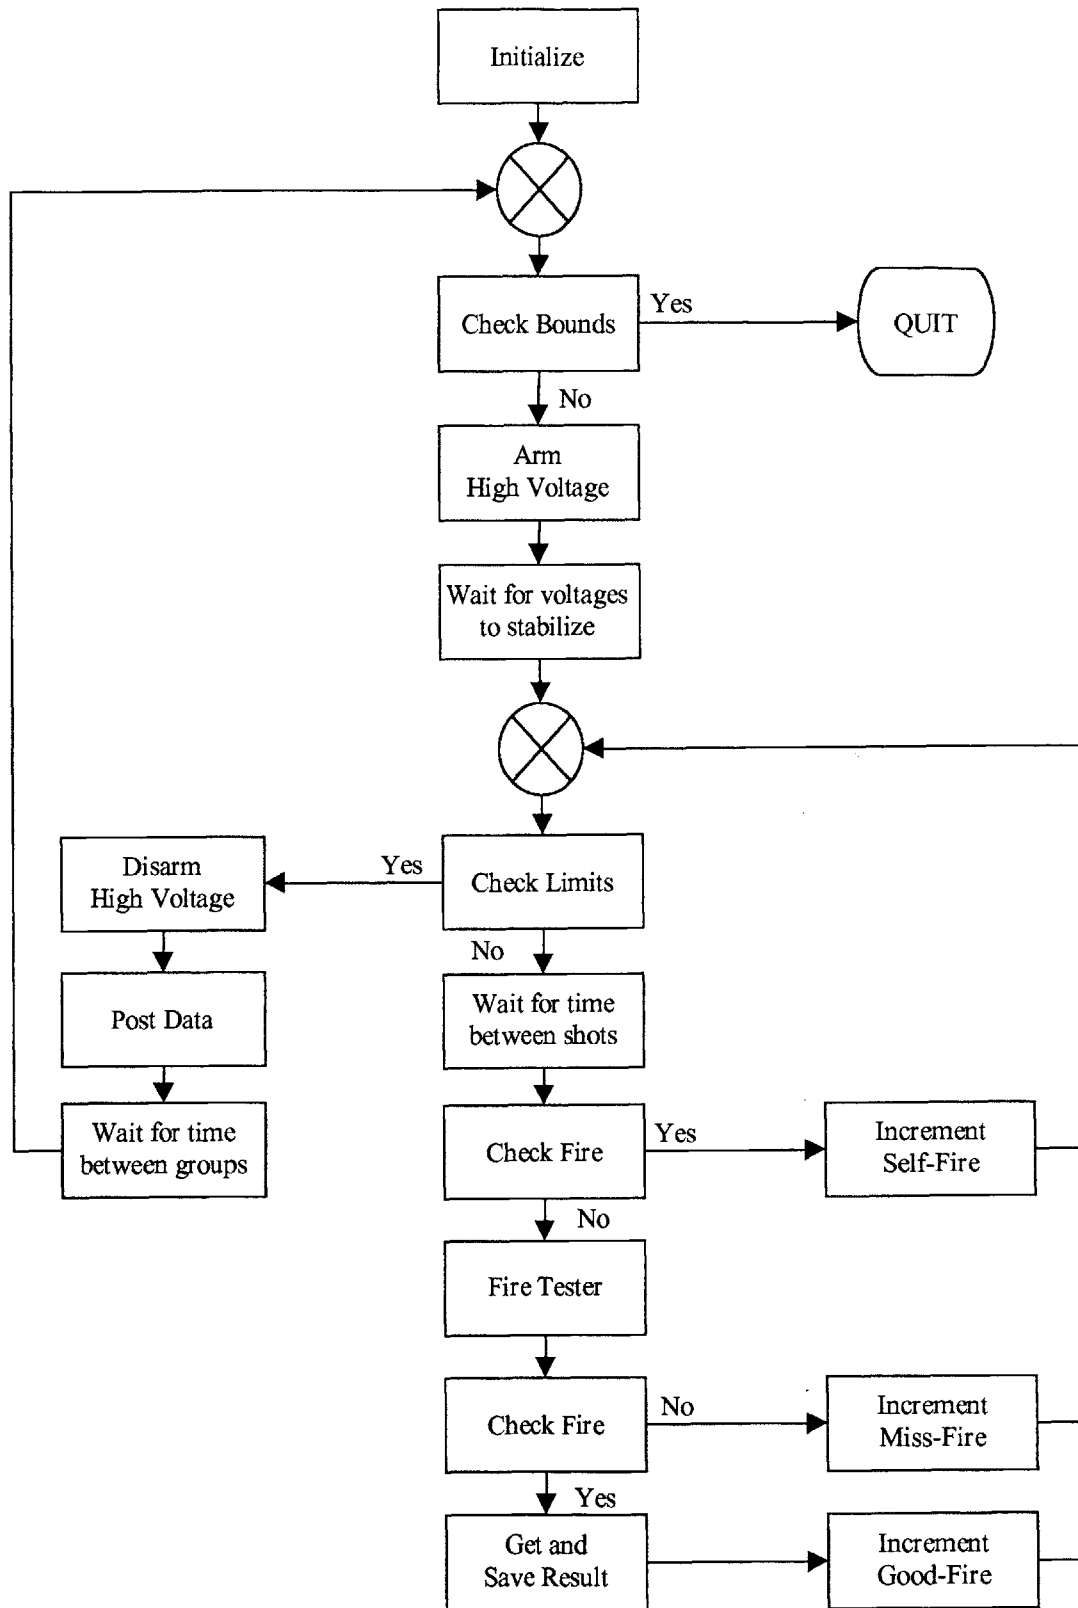 Initialize
Check Bounds
Yes
QUIT
No
Arm
High Voltage
Wait for voltages
to stabilize
Disarm
High Voltage
Yes
Check Limits
No
Post Data
Wait for time
between shots
Wait for time
between groups
Check Fire
Yes
Increment
Self-Fire
No
Fire Tester
Check Fire
No
Increment
Miss-Fire
Yes
Get and
Save Result
Increment
Good-Fire